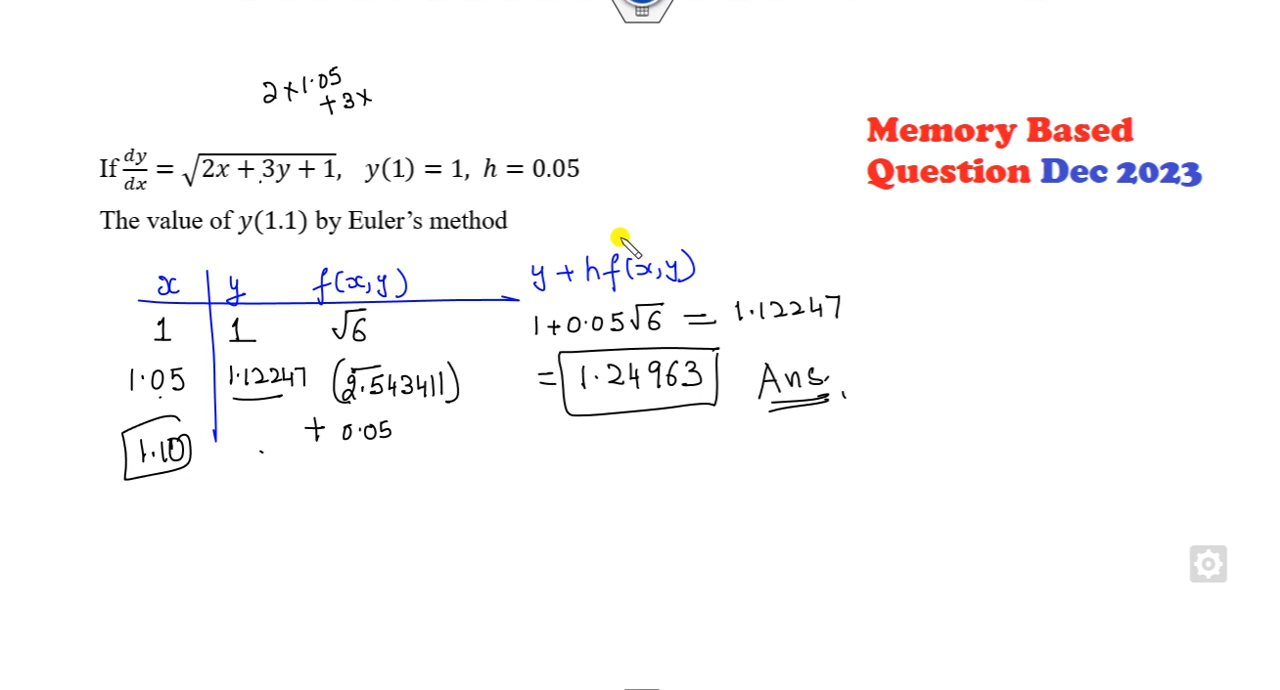 2x1.05
+3x
Memory Based
Question Dec 2023
If dy/dx = √(2x + 3y + 1), y(1) = 1, h = 0.05
The value of y(1.1) by Euler's method
x y f(x,y) y + hf(x,y)
1 1 √6 1+0.05√6 = 1.12247
1.05 1.12247 (2.543411) = 1.24963 Ans.
+ 0.05
1.10